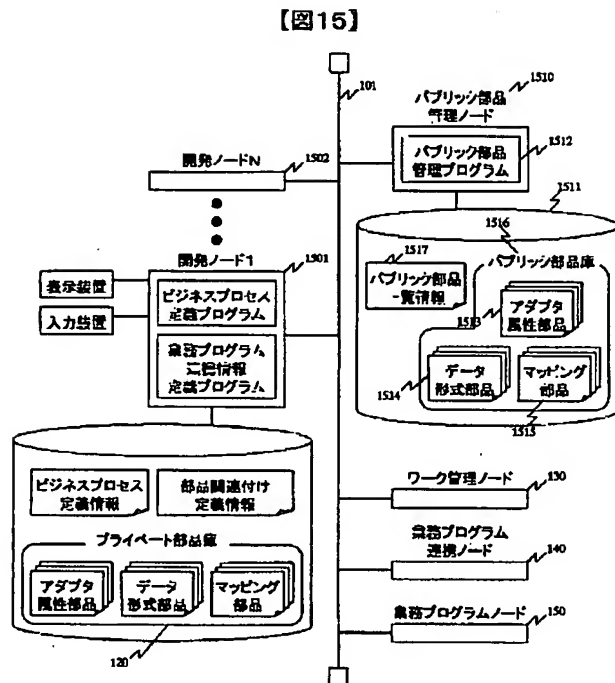 【図15】
101
1510
パブリック部品
管理ノード
1512
パブリック部品
管理プログラム
1511
1516
パブリック部品庫
1517
パブリック部品
一覧情報
1513
アダプタ
属性部品
データ
形式部品
マッピング
部品
1514
1515
開発ノードN
1502
開発ノード1
1501
表示装置
入力装置
ビジネスプロセス
定義プログラム
業務プログラム
連携情報
定義プログラム
ビジネスプロセス
定義情報
部品関連付け
定義情報
プライベート部品庫
アダプタ
属性部品
データ
形式部品
マッピング
部品
120
ワーク管理ノード
130
業務プログラム
連携ノード
140
業務プログラムノード
150